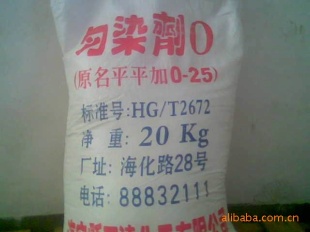 匀染劑O
(原名平平加O-25)
标准号:HG/T2672
净 重: 20 Kg
厂址: 海化路28号
电话: 88832111
alibaba.com.cn